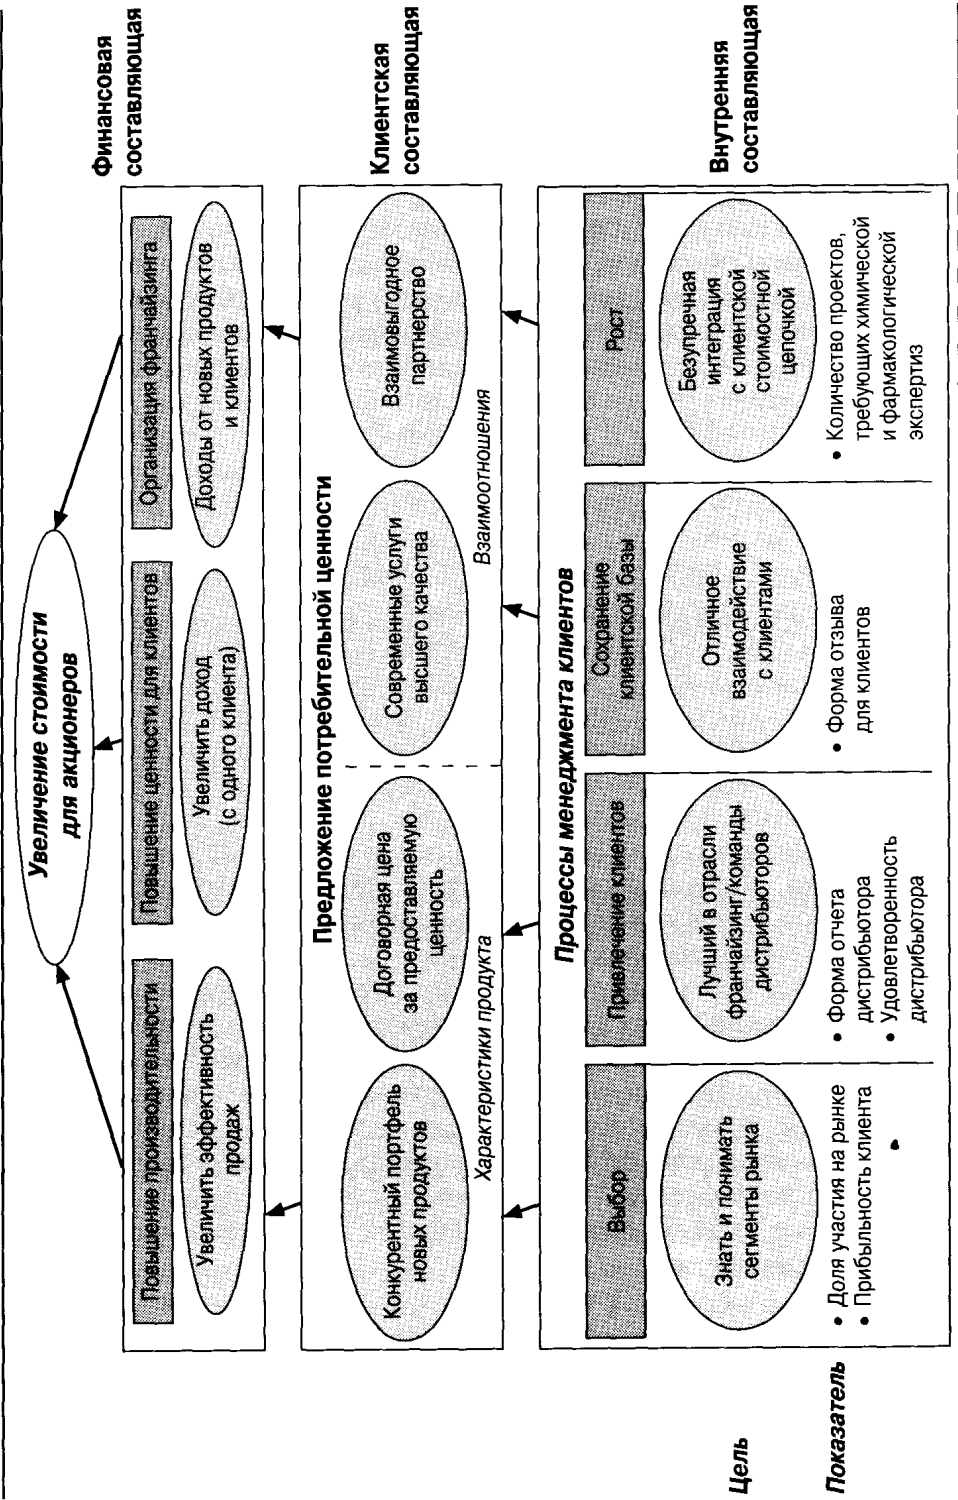 Увеличение стоимости
для акционеров
Финансовая
составляющая
Повышение производительности
Повышение ценности для клиентов
Организация франчайзинга
Увеличить эффективность
продаж
Увеличить доход
(с одного клиента)
Доходы от новых продуктов
и клиентов
Клиентская
составляющая
Предложение потребительной ценности
Конкурентный портфель
новых продуктов
Договорная цена
за предоставляемую
ценность
Современные услуги
высшего качества
Взаимовыгодное
партнерство
Характеристики продукта
Взаимоотношения
Внутренняя
составляющая
Процессы менеджмента клиентов
Выбор
Привлечение клиентов
Сохранение
клиентской базы
Рост
Цель
Знать и понимать
сегменты рынка
Лучший в отрасли
франчайзинг/команды
дистрибьюторов
Отличное
взаимодействие
с клиентами
Безупречная
интеграция
с клиентской
стоимостной
цепочкой
Показатель
• Доля участия на рынке
• Прибыльность клиента
• Форма отчета
дистрибьютора
• Удовлетворенность
дистрибьютора
• Форма отзыва
для клиентов
• Количество проектов,
требующих химической
и фармакологической
экспертиз